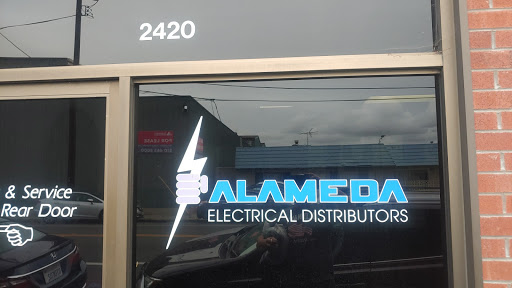 2420
ALAMEDA
ELECTRICAL DISTRIBUTORS
& Service
Rear Door